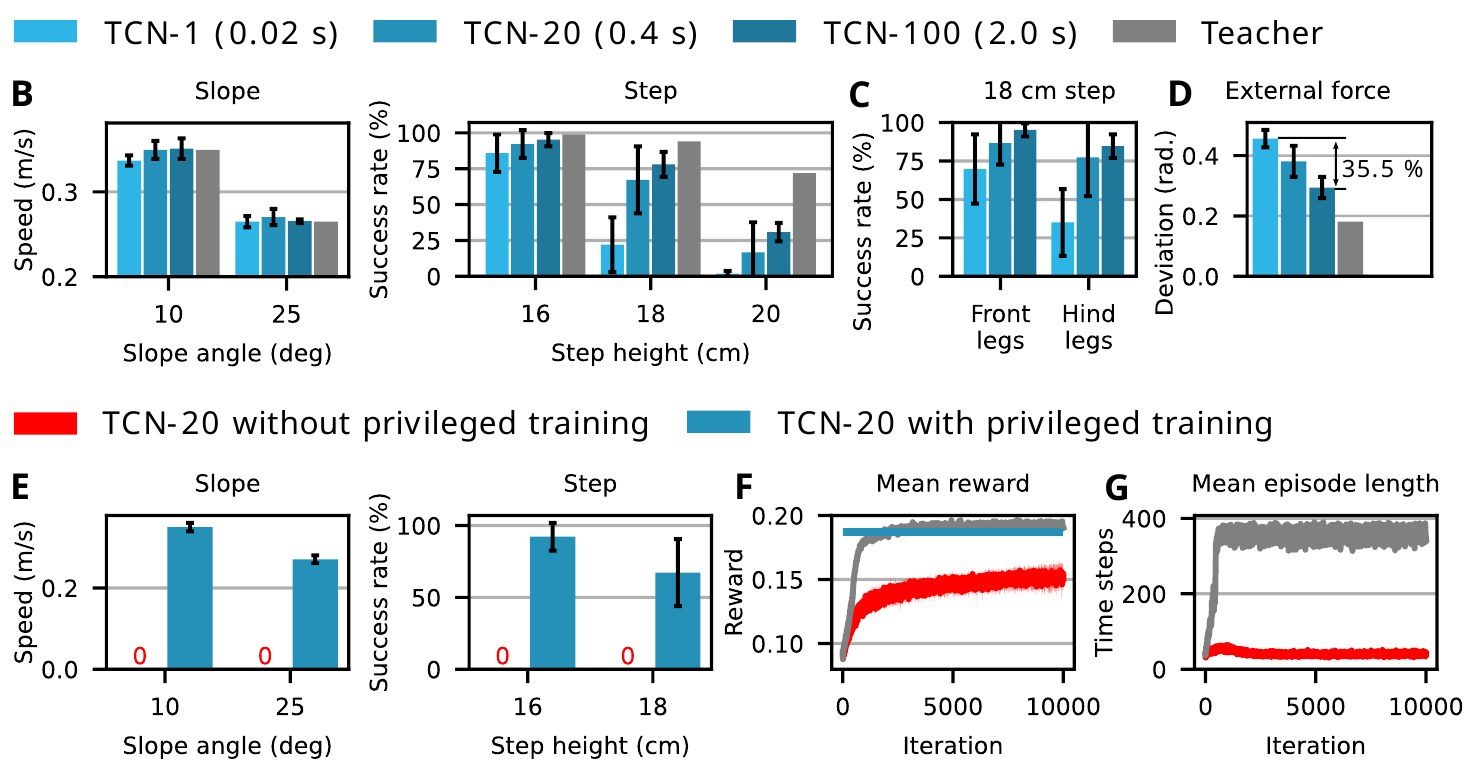 TCN-1 (0.02 s) TCN-20 (0.4 s) TCN-100 (2.0 s) Teacher
B Slope
Speed (m/s)
0.3
0.2
10 25
Slope angle (deg)
Step
Success rate (%)
100
75
50
25
0
16 18 20
Step height (cm)
C 18 cm step
Success rate (%)
100
75
50
25
0
Front legs
Hind legs
D External force
Deviation (rad.)
0.4
0.2
0.0
35.5 %
TCN-20 without privileged training TCN-20 with privileged training
E Slope
Speed (m/s)
0.2
0.0
0 0
10 25
Slope angle (deg)
Step
Success rate (%)
100
50
0
0 0
16 18
Step height (cm)
F Mean reward
Reward
0.20
0.15
0.10
0 5000 10000
Iteration
G Mean episode length
Time steps
400
200
0
0 5000 10000
Iteration